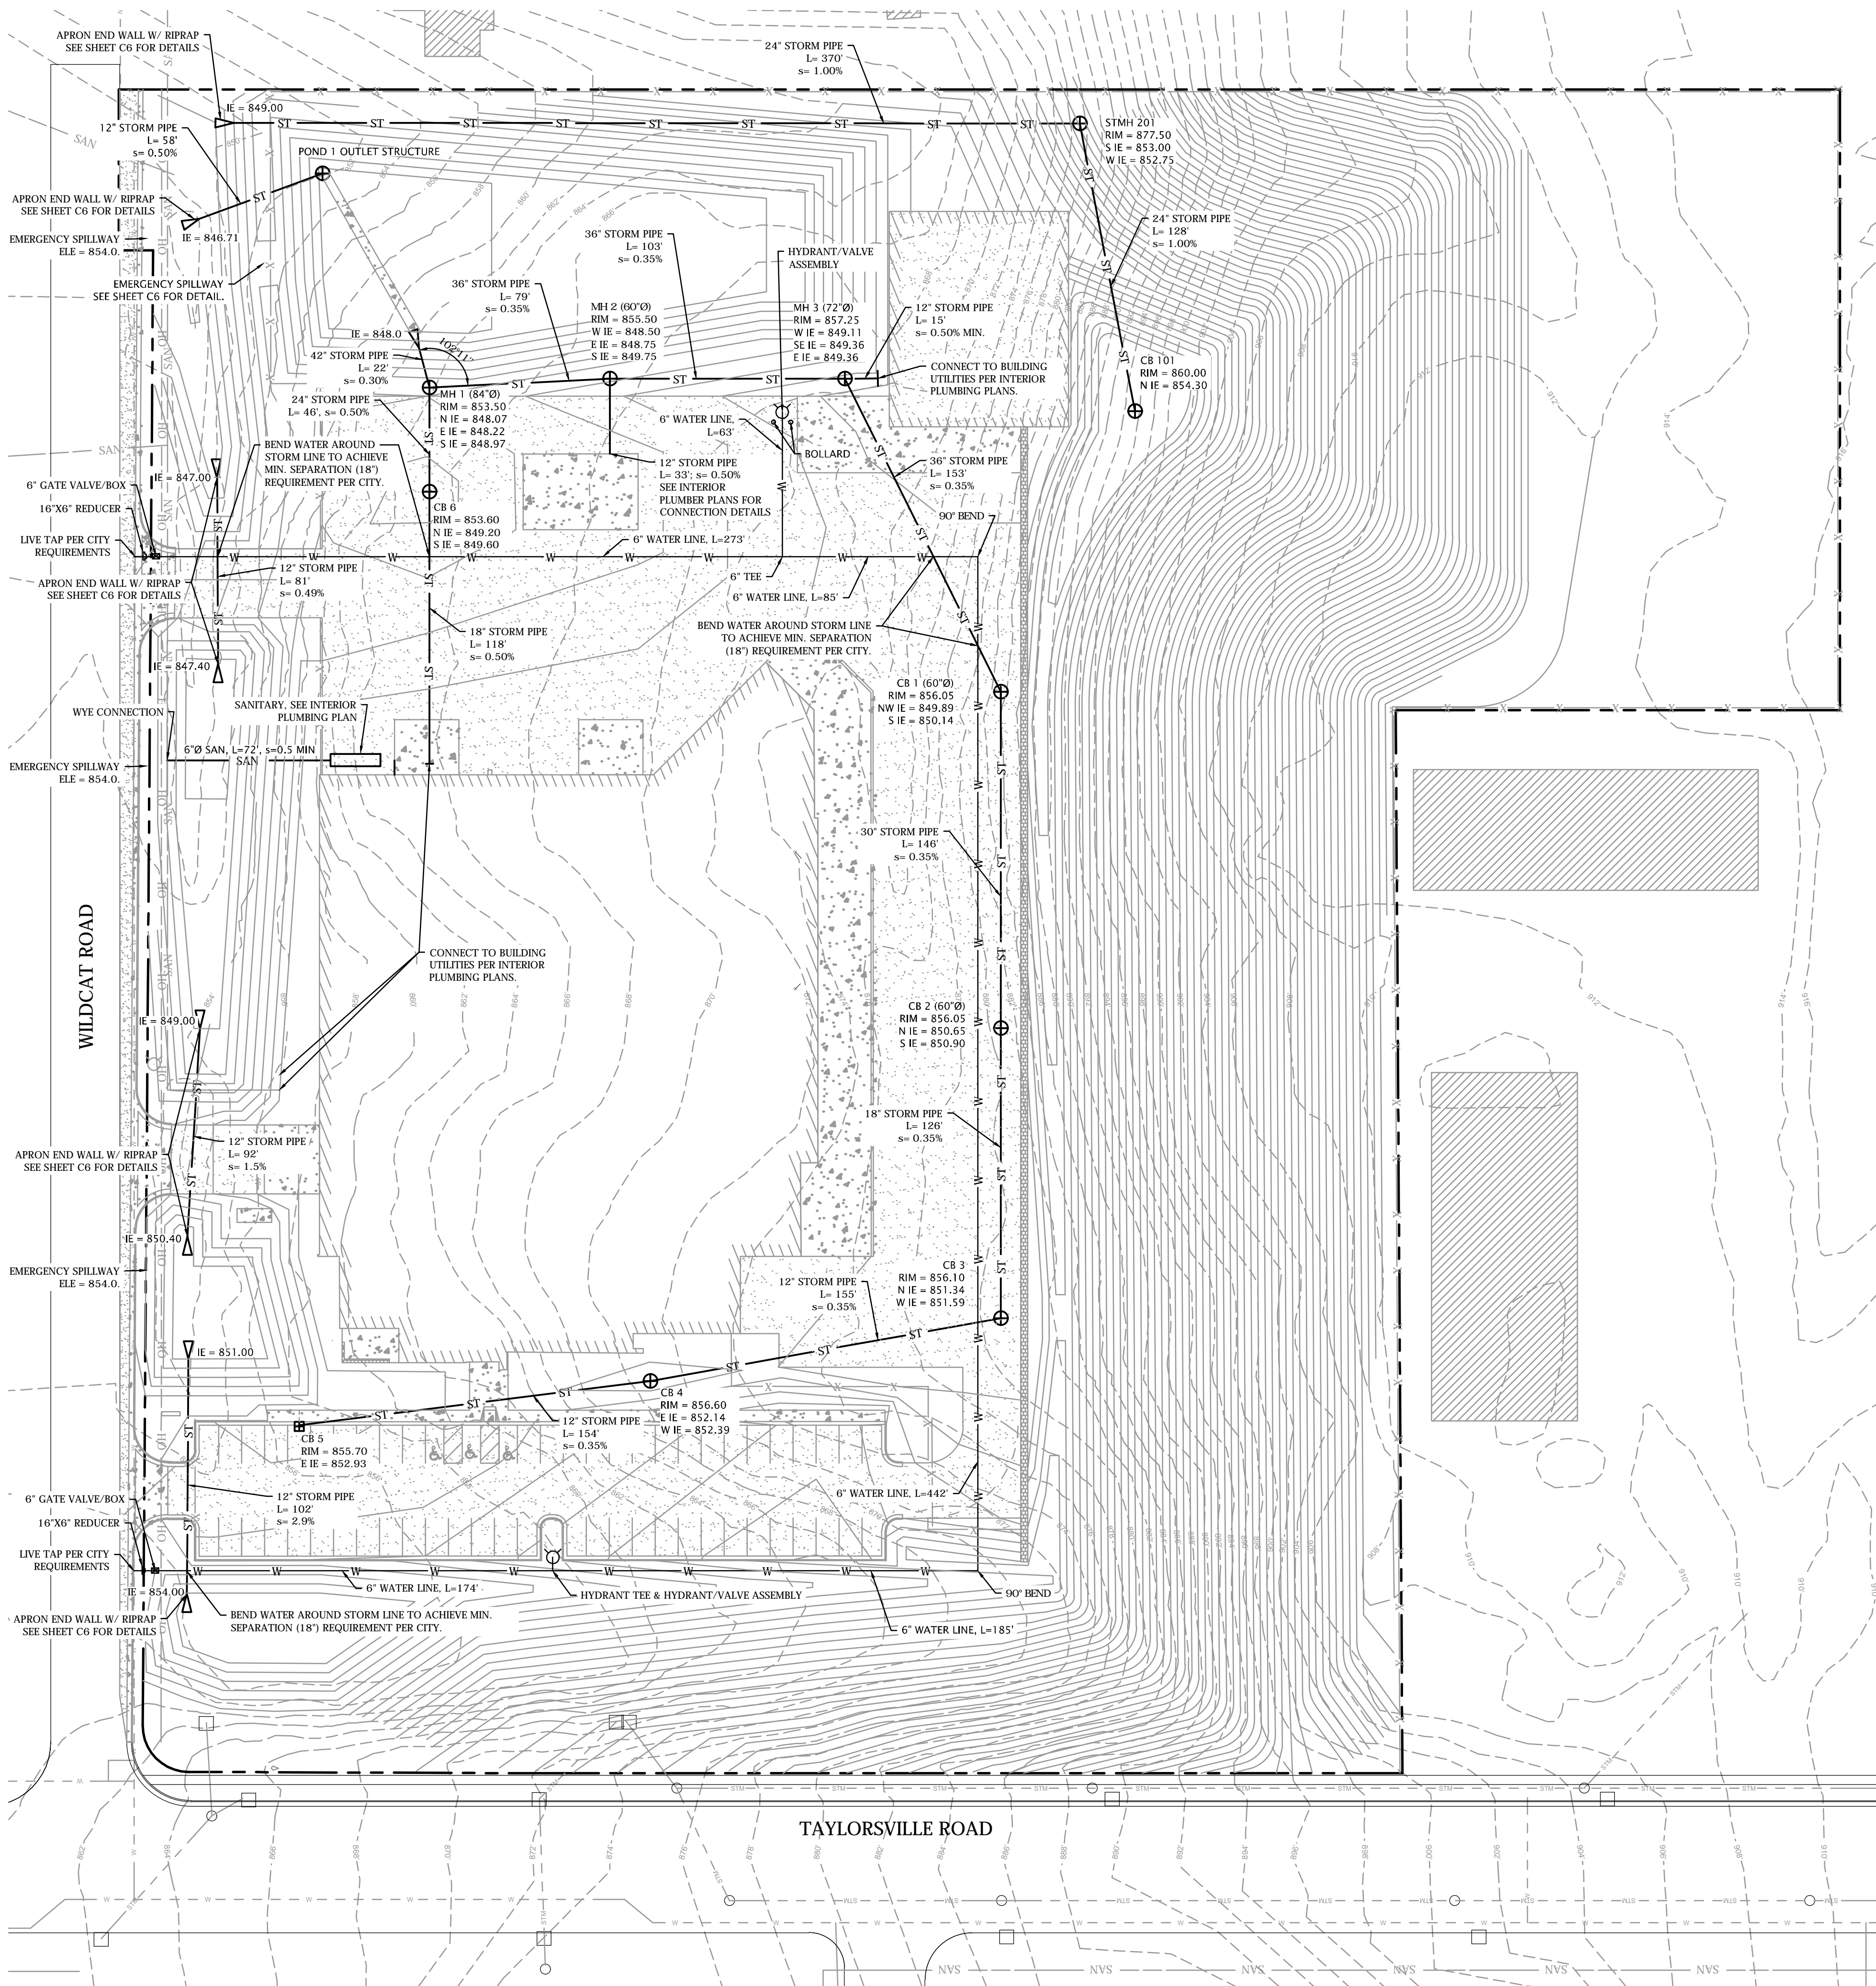 APRON END WALL W/ RIPRAP
SEE SHEET C6 FOR DETAILS
24" STORM PIPE
L= 370'
s= 1.00%
IE = 849.00
12" STORM PIPE
L= 58'
s= 0.50%
POND 1 OUTLET STRUCTURE
STMH 201
RIM = 877.50
S IE = 853.00
W IE = 852.75
APRON END WALL W/ RIPRAP
SEE SHEET C6 FOR DETAILS
IE = 846.71
EMERGENCY SPILLWAY
ELE = 854.0.
24" STORM PIPE
L= 128'
s= 1.00%
36" STORM PIPE
L= 103'
s= 0.35%
HYDRANT/VALVE
ASSEMBLY
EMERGENCY SPILLWAY
SEE SHEET C6 FOR DETAIL.
36" STORM PIPE
L= 79'
s= 0.35%
MH 2 (60"Ø)
RIM = 855.50
W IE = 848.50
E IE = 848.75
S IE = 849.75
MH 3 (72"Ø)
RIM = 857.25
W IE = 849.11
SE IE = 849.36
E IE = 849.36
12" STORM PIPE
L= 15'
s= 0.50% MIN.
IE = 848.0
102°11'
42" STORM PIPE
L= 22'
s= 0.30%
CONNECT TO BUILDING
UTILITIES PER INTERIOR
PLUMBING PLANS.
CB 101
RIM = 860.00
N IE = 854.30
24" STORM PIPE
L= 46', s= 0.50%
MH 1 (84"Ø)
RIM = 853.50
N IE = 848.07
E IE = 848.22
S IE = 848.97
6" WATER LINE,
L=63'
BEND WATER AROUND
STORM LINE TO ACHIEVE
MIN. SEPARATION (18")
REQUIREMENT PER CITY.
BOLLARD
12" STORM PIPE
L= 33'; s= 0.50%
SEE INTERIOR
PLUMBER PLANS FOR
CONNECTION DETAILS
36" STORM PIPE
L= 153'
s= 0.35%
IE = 847.00
6" GATE VALVE/BOX
16"X6" REDUCER
CB 6
RIM = 853.60
N IE = 849.20
S IE = 849.60
90° BEND
LIVE TAP PER CITY
REQUIREMENTS
6" WATER LINE, L=273'
APRON END WALL W/ RIPRAP
SEE SHEET C6 FOR DETAILS
12" STORM PIPE
L= 81'
s= 0.49%
6" TEE
6" WATER LINE, L=85'
18" STORM PIPE
L= 118'
s= 0.50%
BEND WATER AROUND STORM LINE
TO ACHIEVE MIN. SEPARATION
(18") REQUIREMENT PER CITY.
IE = 847.40
CB 1 (60"Ø)
RIM = 856.05
NW IE = 849.89
S IE = 850.14
WYE CONNECTION
SANITARY, SEE INTERIOR
PLUMBING PLAN
6"Ø SAN, L=72', s=0.5 MIN
SAN
EMERGENCY SPILLWAY
ELE = 854.0.
30" STORM PIPE
L= 146'
s= 0.35%
WILDCAT ROAD
CONNECT TO BUILDING
UTILITIES PER INTERIOR
PLUMBING PLANS.
IE = 849.00
CB 2 (60"Ø)
RIM = 856.05
N IE = 850.65
S IE = 850.90
18" STORM PIPE
L= 126'
s= 0.35%
APRON END WALL W/ RIPRAP
SEE SHEET C6 FOR DETAILS
12" STORM PIPE
L= 92'
s= 1.5%
IE = 850.40
EMERGENCY SPILLWAY
ELE = 854.0.
CB 3
RIM = 856.10
N IE = 851.34
W IE = 851.59
12" STORM PIPE
L= 155'
s= 0.35%
IE = 851.00
CB 4
RIM = 856.60
E IE = 852.14
W IE = 852.39
12" STORM PIPE
L= 154'
s= 0.35%
CB 5
RIM = 855.70
E IE = 852.93
6" WATER LINE, L=442'
6" GATE VALVE/BOX
16"X6" REDUCER
12" STORM PIPE
L= 102'
s= 2.9%
LIVE TAP PER CITY
REQUIREMENTS
IE = 854.00
6" WATER LINE, L=174'
HYDRANT TEE & HYDRANT/VALVE ASSEMBLY
90° BEND
APRON END WALL W/ RIPRAP
SEE SHEET C6 FOR DETAILS
BEND WATER AROUND STORM LINE TO ACHIEVE MIN.
SEPARATION (18") REQUIREMENT PER CITY.
6" WATER LINE, L=185'
TAYLORSVILLE ROAD